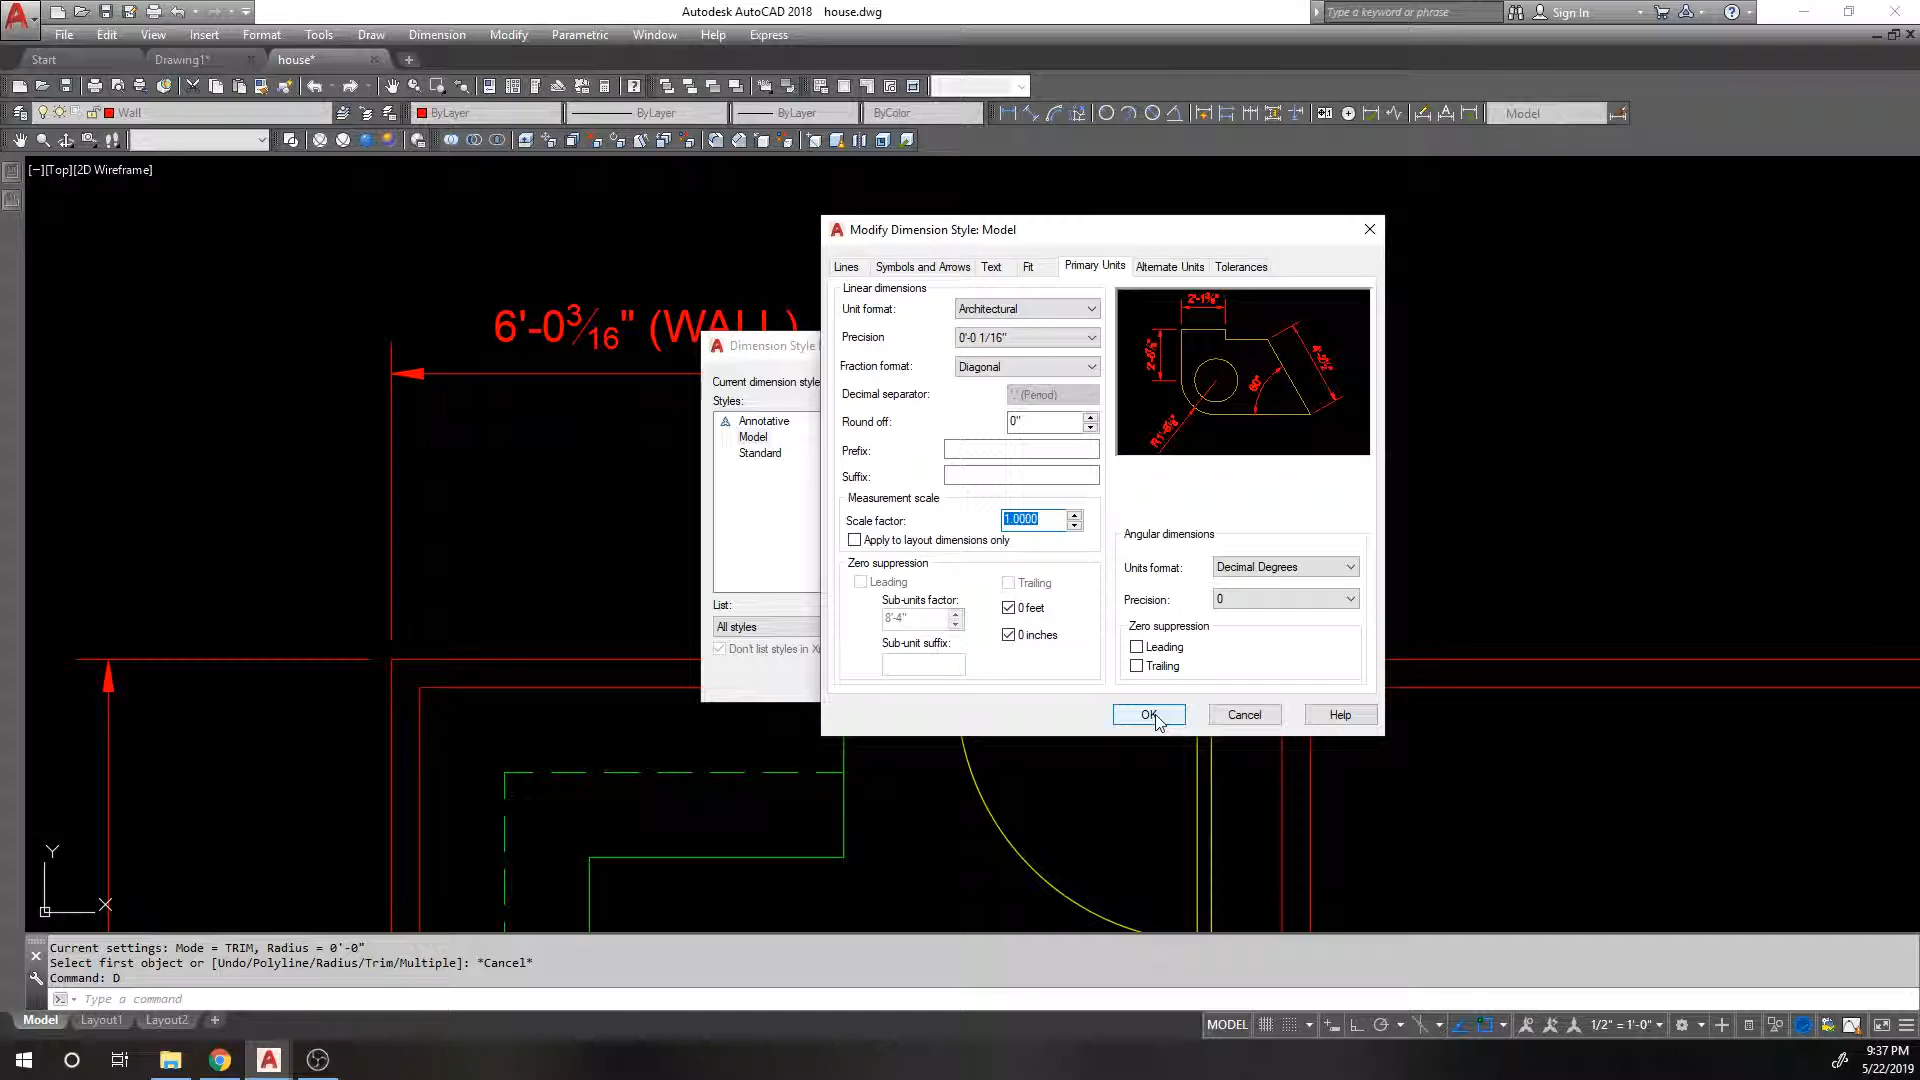 Autodesk AutoCAD 2018 house.dwg
Type a keyword or phrase
Sign In
File Edit View Insert Format Tools Draw Dimension Modify Parametric Window Help Express
Start Drawing1* house*
Wall ByLayer ByLayer ByLayer ByColor Model
[−][Top][2D Wireframe]
6'-0 3/16" (WALL)
Modify Dimension Style: Model
Lines Symbols and Arrows Text Fit Primary Units Alternate Units Tolerances
Linear dimensions
Unit format: Architectural
Precision 0'-0 1/16"
Fraction format: Diagonal
Decimal separator: '.' (Period)
Round off: 0"
Prefix:
Suffix:
Measurement scale
Scale factor: 1.0000
Apply to layout dimensions only
Zero suppression
Leading
Trailing
Sub-units factor:
8'-4"
0 feet
Sub-unit suffix:
0 inches
60°
Angular dimensions
Units format: Decimal Degrees
Precision: 0
Zero suppression
Leading
Trailing
OK Cancel Help
Dimension Style
Current dimension style
Styles:
Annotative
Model
Standard
List:
All styles
Don't list styles in
Y
X
Current settings: Mode = TRIM, Radius = 0'-0"
Select first object or [Undo/Polyline/Radius/Trim/Multiple]: *Cancel*
Command: D
Type a command
Model Layout1 Layout2 +
MODEL 1/2" = 1'-0"
9:37 PM
5/22/2019